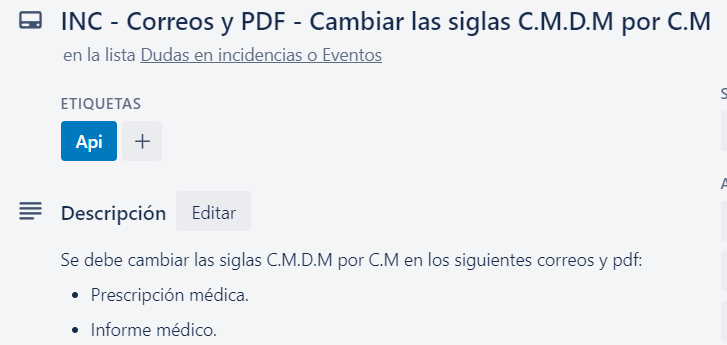 INC - Correos y PDF - Cambiar las siglas C.M.D.M por C.M
en la lista Dudas en incidencias o Eventos
ETIQUETAS
Api +
Descripción Editar
Se debe cambiar las siglas C.M.D.M por C.M en los siguientes correos y pdf:
• Prescripción médica.
• Informe médico.